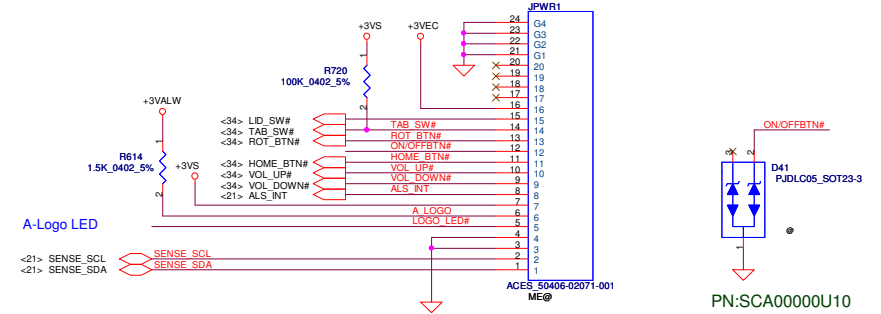 JPWR1
+3VS
+3VEC
24 G4
23 G3
22 G2
21 G1
20 20
19 19
18 18
17 17
16 16
R720
100K_0402_5%
1
2
+3VALW
<34> LID_SW# 15 15
<34> TAB_SW# TAB_SW# 14 14
<34> ROT_BTN# ROT_BTN# 13 13
ON/OFFBTN# 12 12
<34> HOME_BTN# HOME_BTN# 11 11
<34> VOL_UP# VOL_UP# 10 10
<34> VOL_DOWN# VOL_DOWN# 9 9
<21> ALS_INT ALS_INT 8 8
7 7
R614
1.5K_0402_5%
1
2
+3VS
A_LOGO 6 6
A-Logo LED
LOGO_LED# 5 5
4 4
3 3
<21> SENSE_SCL SENSE_SCL 2 2
<21> SENSE_SDA SENSE_SDA 1 1
ACES_50406-02071-001
ME@
ON/OFFBTN#
3
2
D41
PJDLC05_SOT23-3
@
1
PN:SCA00000U10